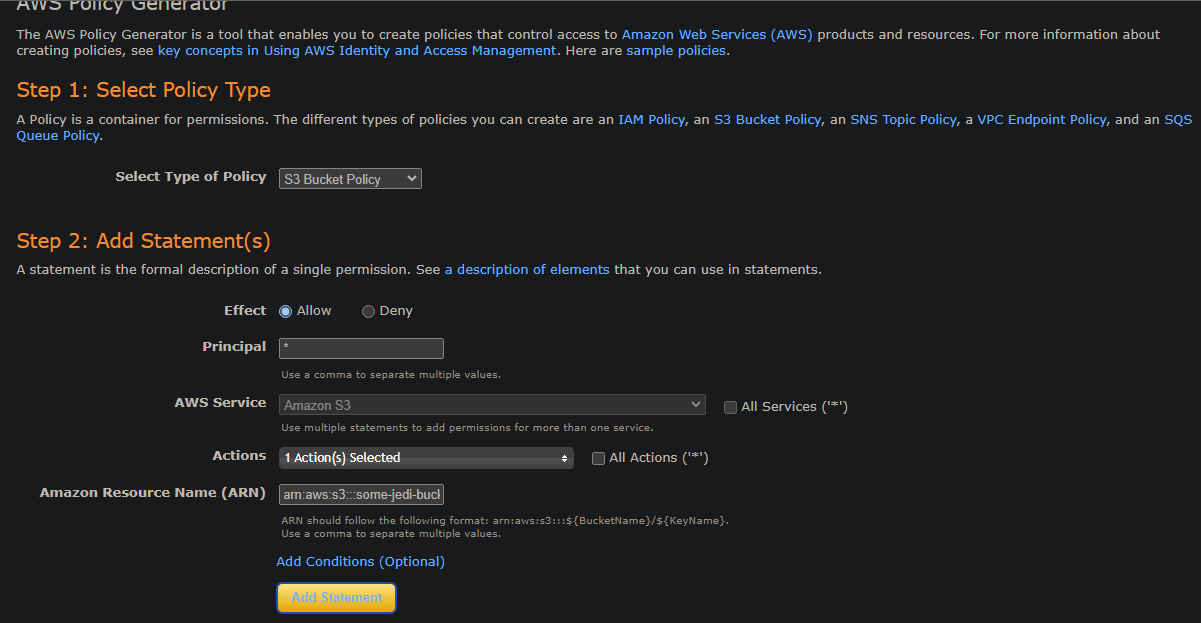 AWS Policy Generator
The AWS Policy Generator is a tool that enables you to create policies that control access to Amazon Web Services (AWS) products and resources. For more information about
creating policies, see key concepts in Using AWS Identity and Access Management. Here are sample policies.
Step 1: Select Policy Type
A Policy is a container for permissions. The different types of policies you can create are an IAM Policy, an S3 Bucket Policy, an SNS Topic Policy, a VPC Endpoint Policy, and an SQS
Queue Policy.
Select Type of Policy S3 Bucket Policy
Step 2: Add Statement(s)
A statement is the formal description of a single permission. See a description of elements that you can use in statements.
Effect Allow Deny
Principal *
Use a comma to separate multiple values.
AWS Service Amazon S3 All Services ('*')
Use multiple statements to add permissions for more than one service.
Actions 1 Action(s) Selected All Actions ('*')
Amazon Resource Name (ARN) arn:aws:s3:::some-jedi-buck
ARN should follow the following format: arn:aws:s3:::${BucketName}/${KeyName}.
Use a comma to separate multiple values.
Add Conditions (Optional)
Add Statement